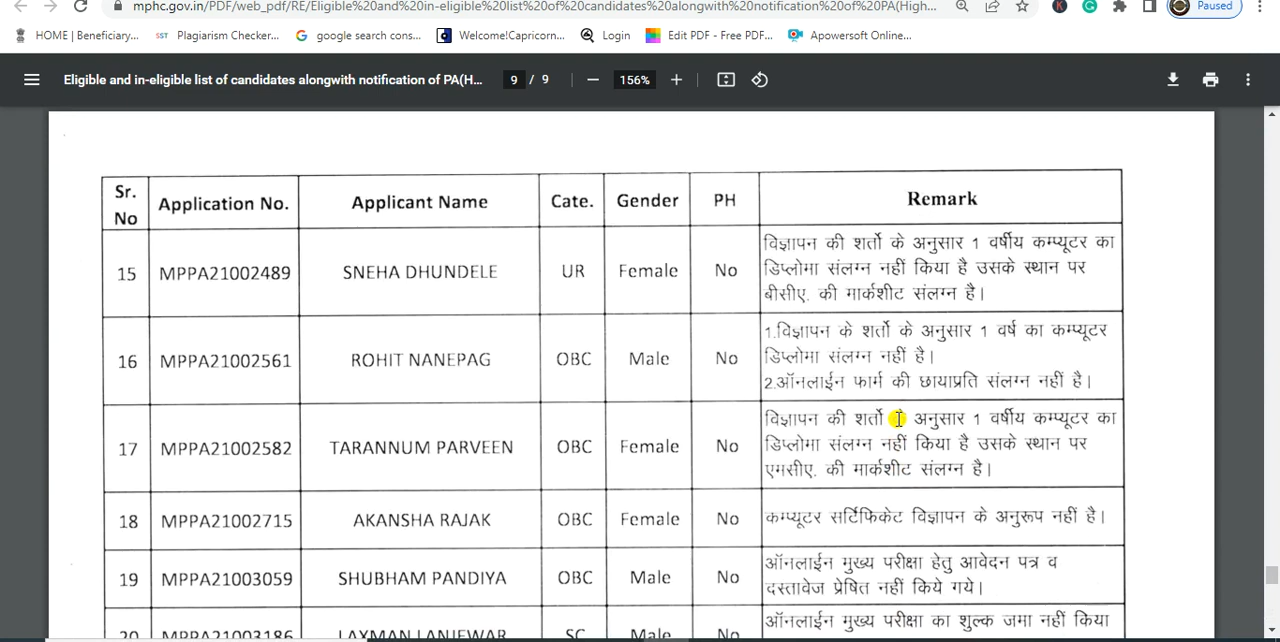 mphc.gov.in/PDF/web_pdf/RE/Eligible%20and%20in-eligible%20list%20of%20candidates%20alongwith%20notification%20of%20PA(High...
Paused
HOME | Beneficiary...
SST Plagiarism Checker...
google search cons...
Welcome!Capricorn...
Login
Edit PDF - Free PDF...
Apowersoft Online...
Eligible and in-eligible list of candidates alongwith notification of PA(H...
9 / 9
156%
Sr. No
Application No.
Applicant Name
Cate.
Gender
PH
Remark
15 MPPA21002489 SNEHA DHUNDELE UR Female No
विज्ञापन की शर्तो के अनुसार 1 वर्षीय कम्प्यूटर का
डिप्लोमा संलग्न नहीं किया है उसके स्थान पर
बीसीए. की मार्कशीट संलग्न है।
16 MPPA21002561 ROHIT NANEPAG OBC Male No
1.विज्ञापन के शर्तो के अनुसार 1 वर्ष का कम्प्यूटर
डिप्लोमा संलग्न नहीं है।
2.ऑनलाईन फार्म की छायाप्रति संलग्न नहीं है।
17 MPPA21002582 TARANNUM PARVEEN OBC Female No
विज्ञापन की शर्तो अनुसार 1 वर्षीय कम्प्यूटर का
डिप्लोमा संलग्न नहीं किया है उसके स्थान पर
एमसीए. की मार्कशीट संलग्न है।
18 MPPA21002715 AKANSHA RAJAK OBC Female No
कम्प्यूटर सर्टिफिकेट विज्ञापन के अनुरूप नहीं है।
19 MPPA21003059 SHUBHAM PANDIYA OBC Male No
ऑनलाईन मुख्य परीक्षा हेतु आवेदन पत्र व
दस्तावेज प्रेषित नहीं किये गये।
20 MPPA21003186 LAXMAN LANJEWAR SC Male No
ऑनलाईन मुख्य परीक्षा का शुल्क जमा नहीं किया